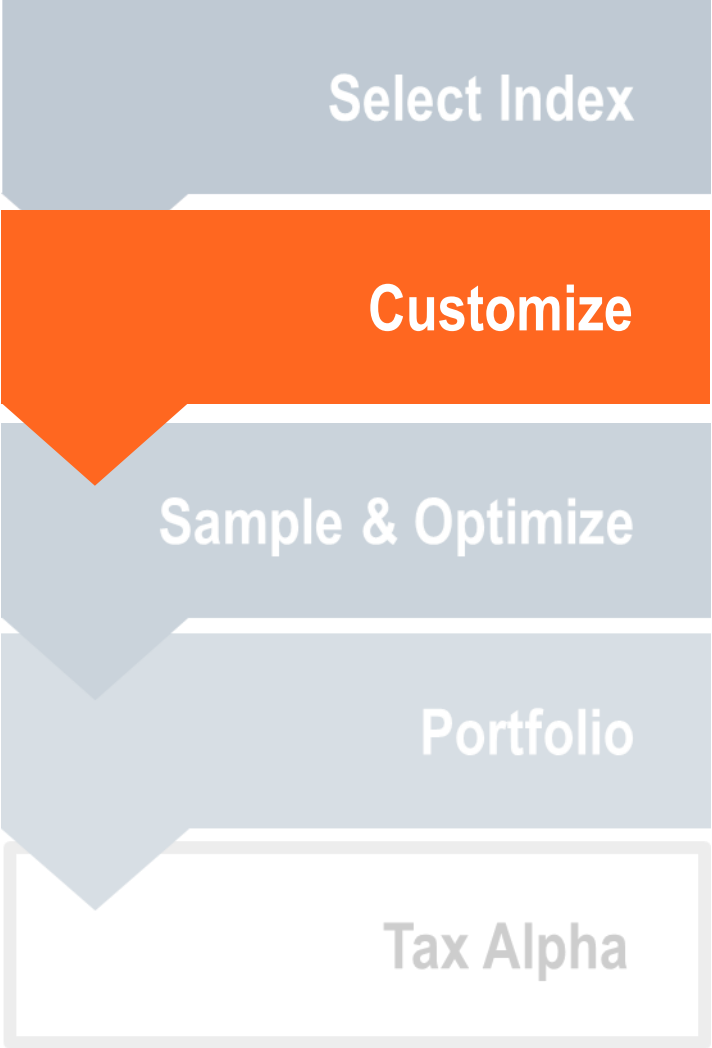 Select Index
Customize
Sample & Optimize
Portfolio
Tax Alpha